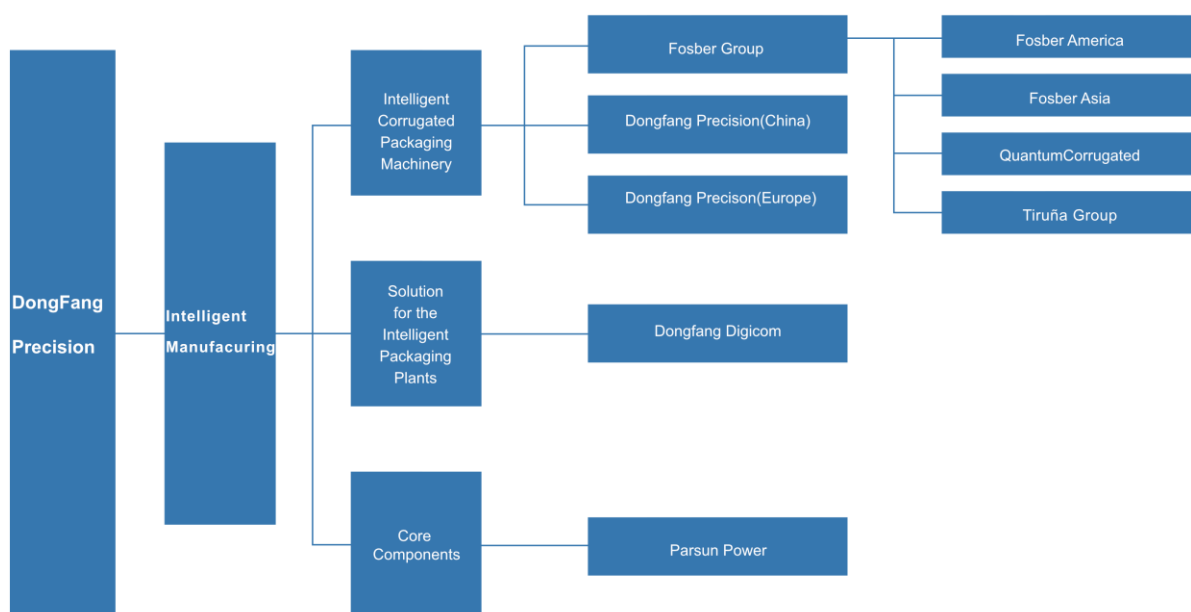 DongFang
Precision
Intelligent
Manufacuring
Intelligent
Corrugated
Packaging
Machinery
Solution
for the
Intelligent
Packaging
Plants
Core
Components
Fosber Group
Dongfang Precision(China)
Dongfang Precison(Europe)
Dongfang Digicom
Parsun Power
Fosber America
Fosber Asia
QuantumCorrugated
Tiruña Group